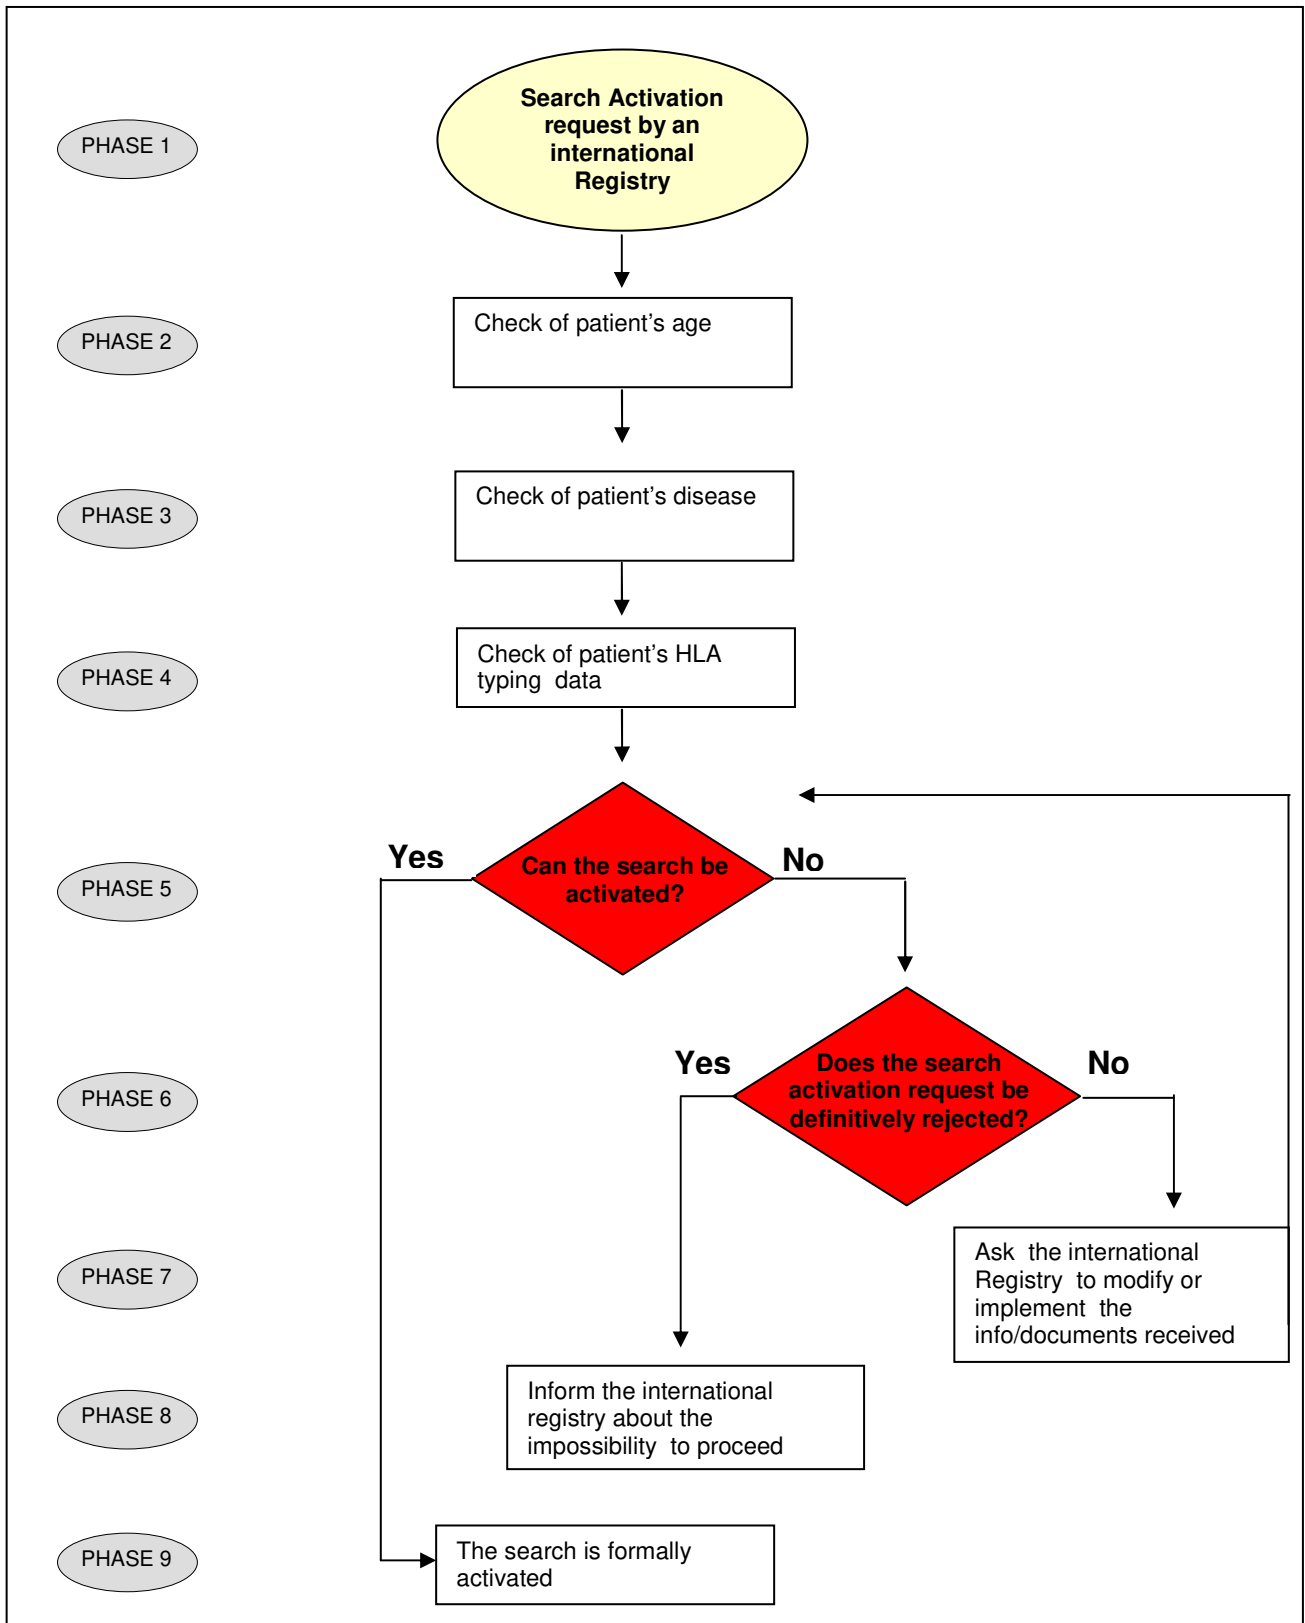 PHASE 1
Search Activation
request by an
international
Registry
PHASE 2
Check of patient's age
PHASE 3
Check of patient's disease
PHASE 4
Check of patient's HLA
typing data
PHASE 5
Yes
Can the search be
activated?
No
PHASE 6
Yes
Does the search
activation request be
definitively rejected?
No
PHASE 7
Ask the international
Registry to modify or
implement the
info/documents received
PHASE 8
Inform the international
registry about the
impossibility to proceed
PHASE 9
The search is formally
activated